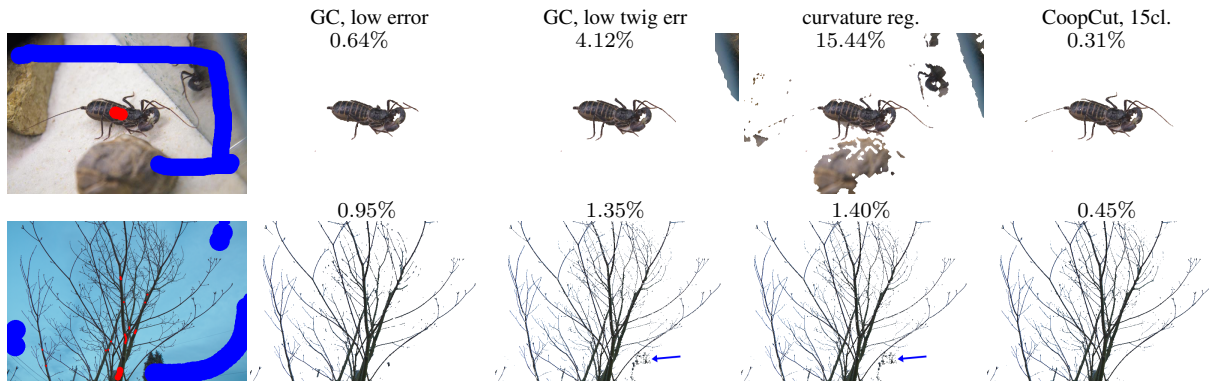 GC, low error GC, low twig err curvature reg. CoopCut, 15cl.
0.64% 4.12% 15.44% 0.31%
0.95% 1.35% 1.40% 0.45%